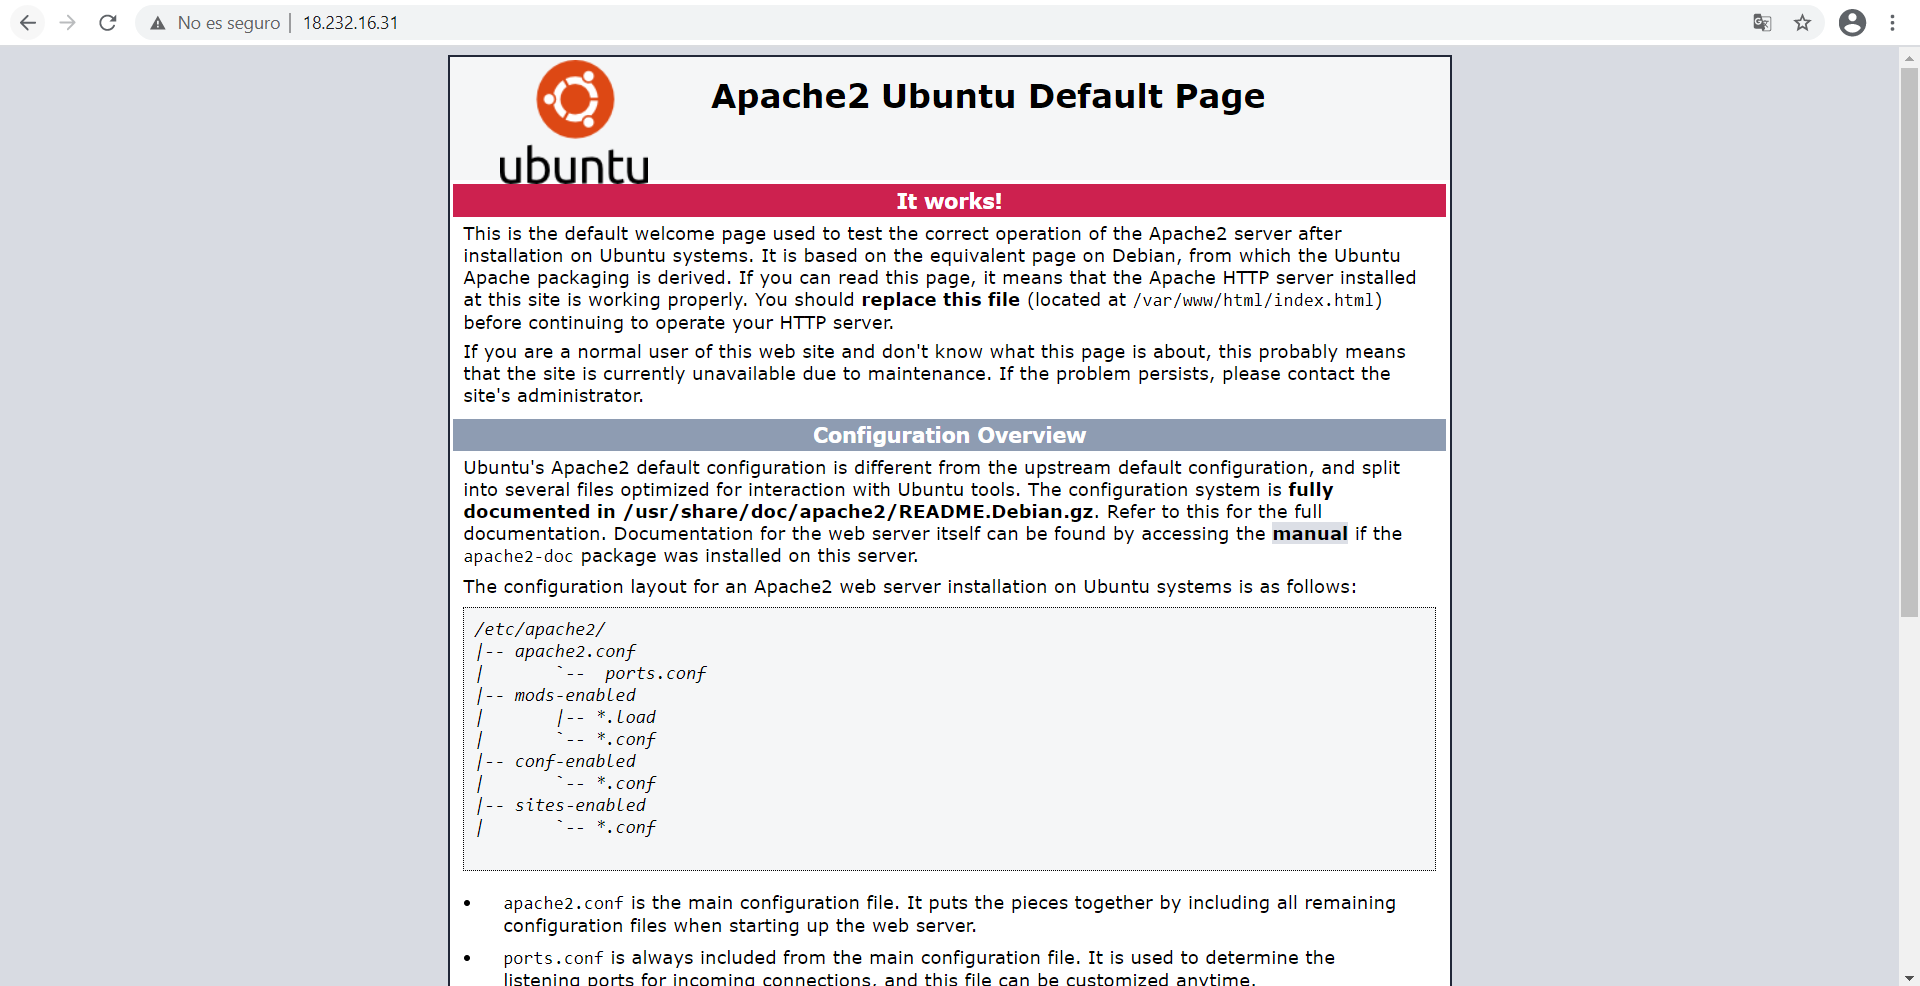 No es seguro | 18.232.16.31
ubuntu
Apache2 Ubuntu Default Page
It works!
This is the default welcome page used to test the correct operation of the Apache2 server after
installation on Ubuntu systems. It is based on the equivalent page on Debian, from which the Ubuntu
Apache packaging is derived. If you can read this page, it means that the Apache HTTP server installed
at this site is working properly. You should replace this file (located at /var/www/html/index.html)
before continuing to operate your HTTP server.
If you are a normal user of this web site and don't know what this page is about, this probably means
that the site is currently unavailable due to maintenance. If the problem persists, please contact the
site's administrator.
Configuration Overview
Ubuntu's Apache2 default configuration is different from the upstream default configuration, and split
into several files optimized for interaction with Ubuntu tools. The configuration system is fully
documented in /usr/share/doc/apache2/README.Debian.gz. Refer to this for the full
documentation. Documentation for the web server itself can be found by accessing the manual if the
apache2-doc package was installed on this server.
The configuration layout for an Apache2 web server installation on Ubuntu systems is as follows:
/etc/apache2/
|-- apache2.conf
|       `--  ports.conf
|-- mods-enabled
|       |-- *.load
|       `-- *.conf
|-- conf-enabled
|       `-- *.conf
|-- sites-enabled
|       `-- *.conf
• apache2.conf is the main configuration file. It puts the pieces together by including all remaining
configuration files when starting up the web server.
• ports.conf is always included from the main configuration file. It is used to determine the
listening ports for incoming connections, and this file can be customized anytime.